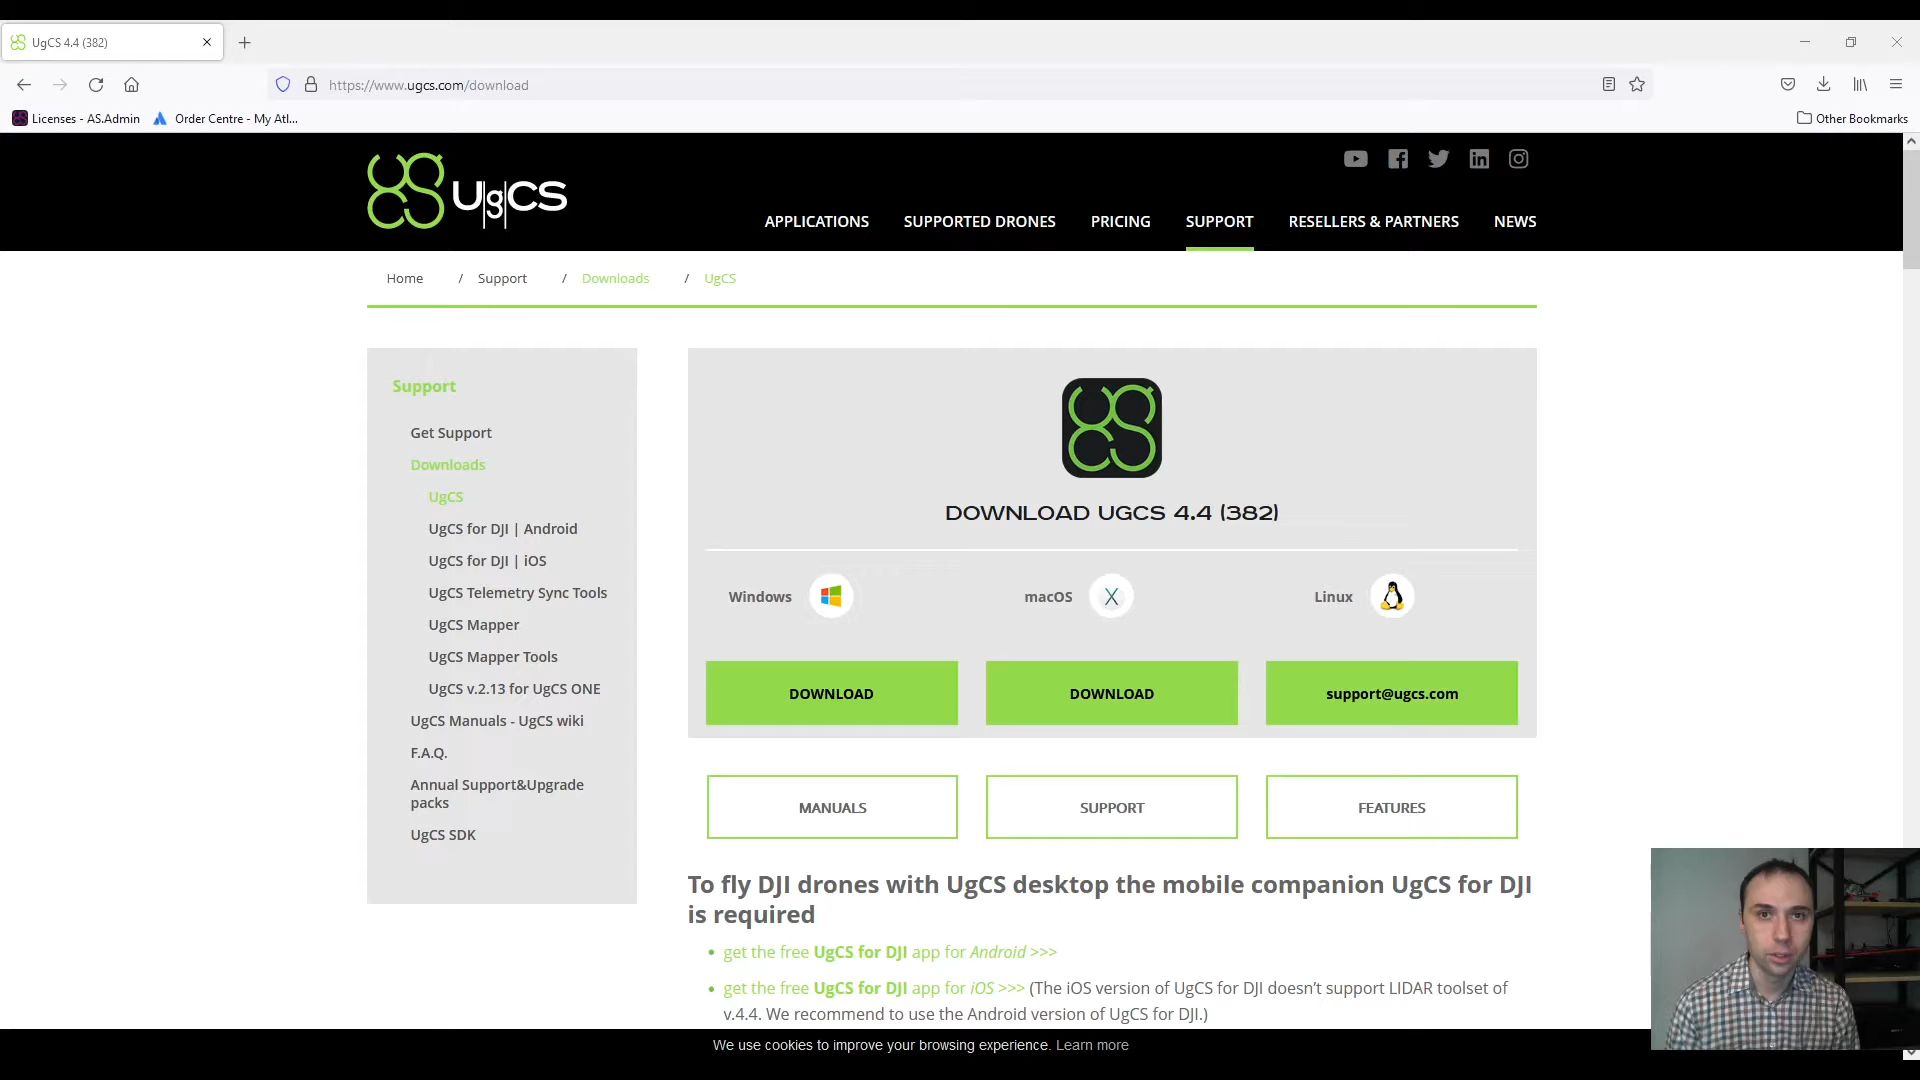 UgCS 4.4 (382)
https://www.ugcs.com/download
Licenses - AS.Admin
Order Centre - My Atl...
Other Bookmarks
UgCS
APPLICATIONS
SUPPORTED DRONES
PRICING
SUPPORT
RESELLERS & PARTNERS
NEWS
Home / Support / Downloads / UgCS
Support
Get Support
Downloads
UgCS
UgCS for DJI | Android
UgCS for DJI | iOS
UgCS Telemetry Sync Tools
UgCS Mapper
UgCS Mapper Tools
UgCS v.2.13 for UgCS ONE
UgCS Manuals - UgCS wiki
F.A.Q.
Annual Support&Upgrade
packs
UgCS SDK
DOWNLOAD UGCS 4.4 (382)
Windows
macOS
Linux
DOWNLOAD
DOWNLOAD
support@ugcs.com
MANUALS
SUPPORT
FEATURES
To fly DJI drones with UgCS desktop the mobile companion UgCS for DJI
is required
• get the free UgCS for DJI app for Android >>>
• get the free UgCS for DJI app for iOS >>> (The iOS version of UgCS for DJI doesn’t support LIDAR toolset of
v.4.4. We recommend to use the Android version of UgCS for DJI.)
We use cookies to improve your browsing experience. Learn more